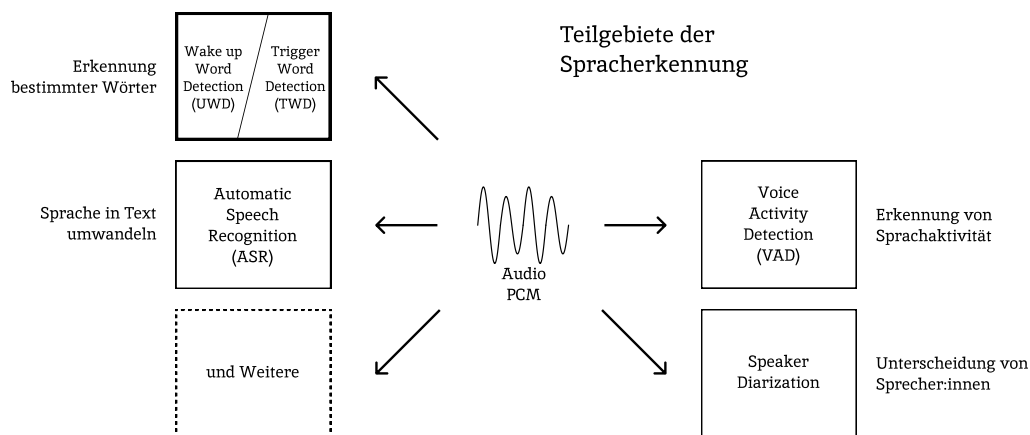 Teilgebiete der
Spracherkennung
Erkennung
bestimmter Wörter
Wake up
Word
Detection
(UWD)
Trigger
Word
Detection
(TWD)
Sprache in Text
umwandeln
Automatic
Speech
Recognition
(ASR)
und Weitere
Audio
PCM
Voice
Activity
Detection
(VAD)
Erkennung von
Sprachaktivität
Speaker
Diarization
Unterscheidung von
Sprecher:innen